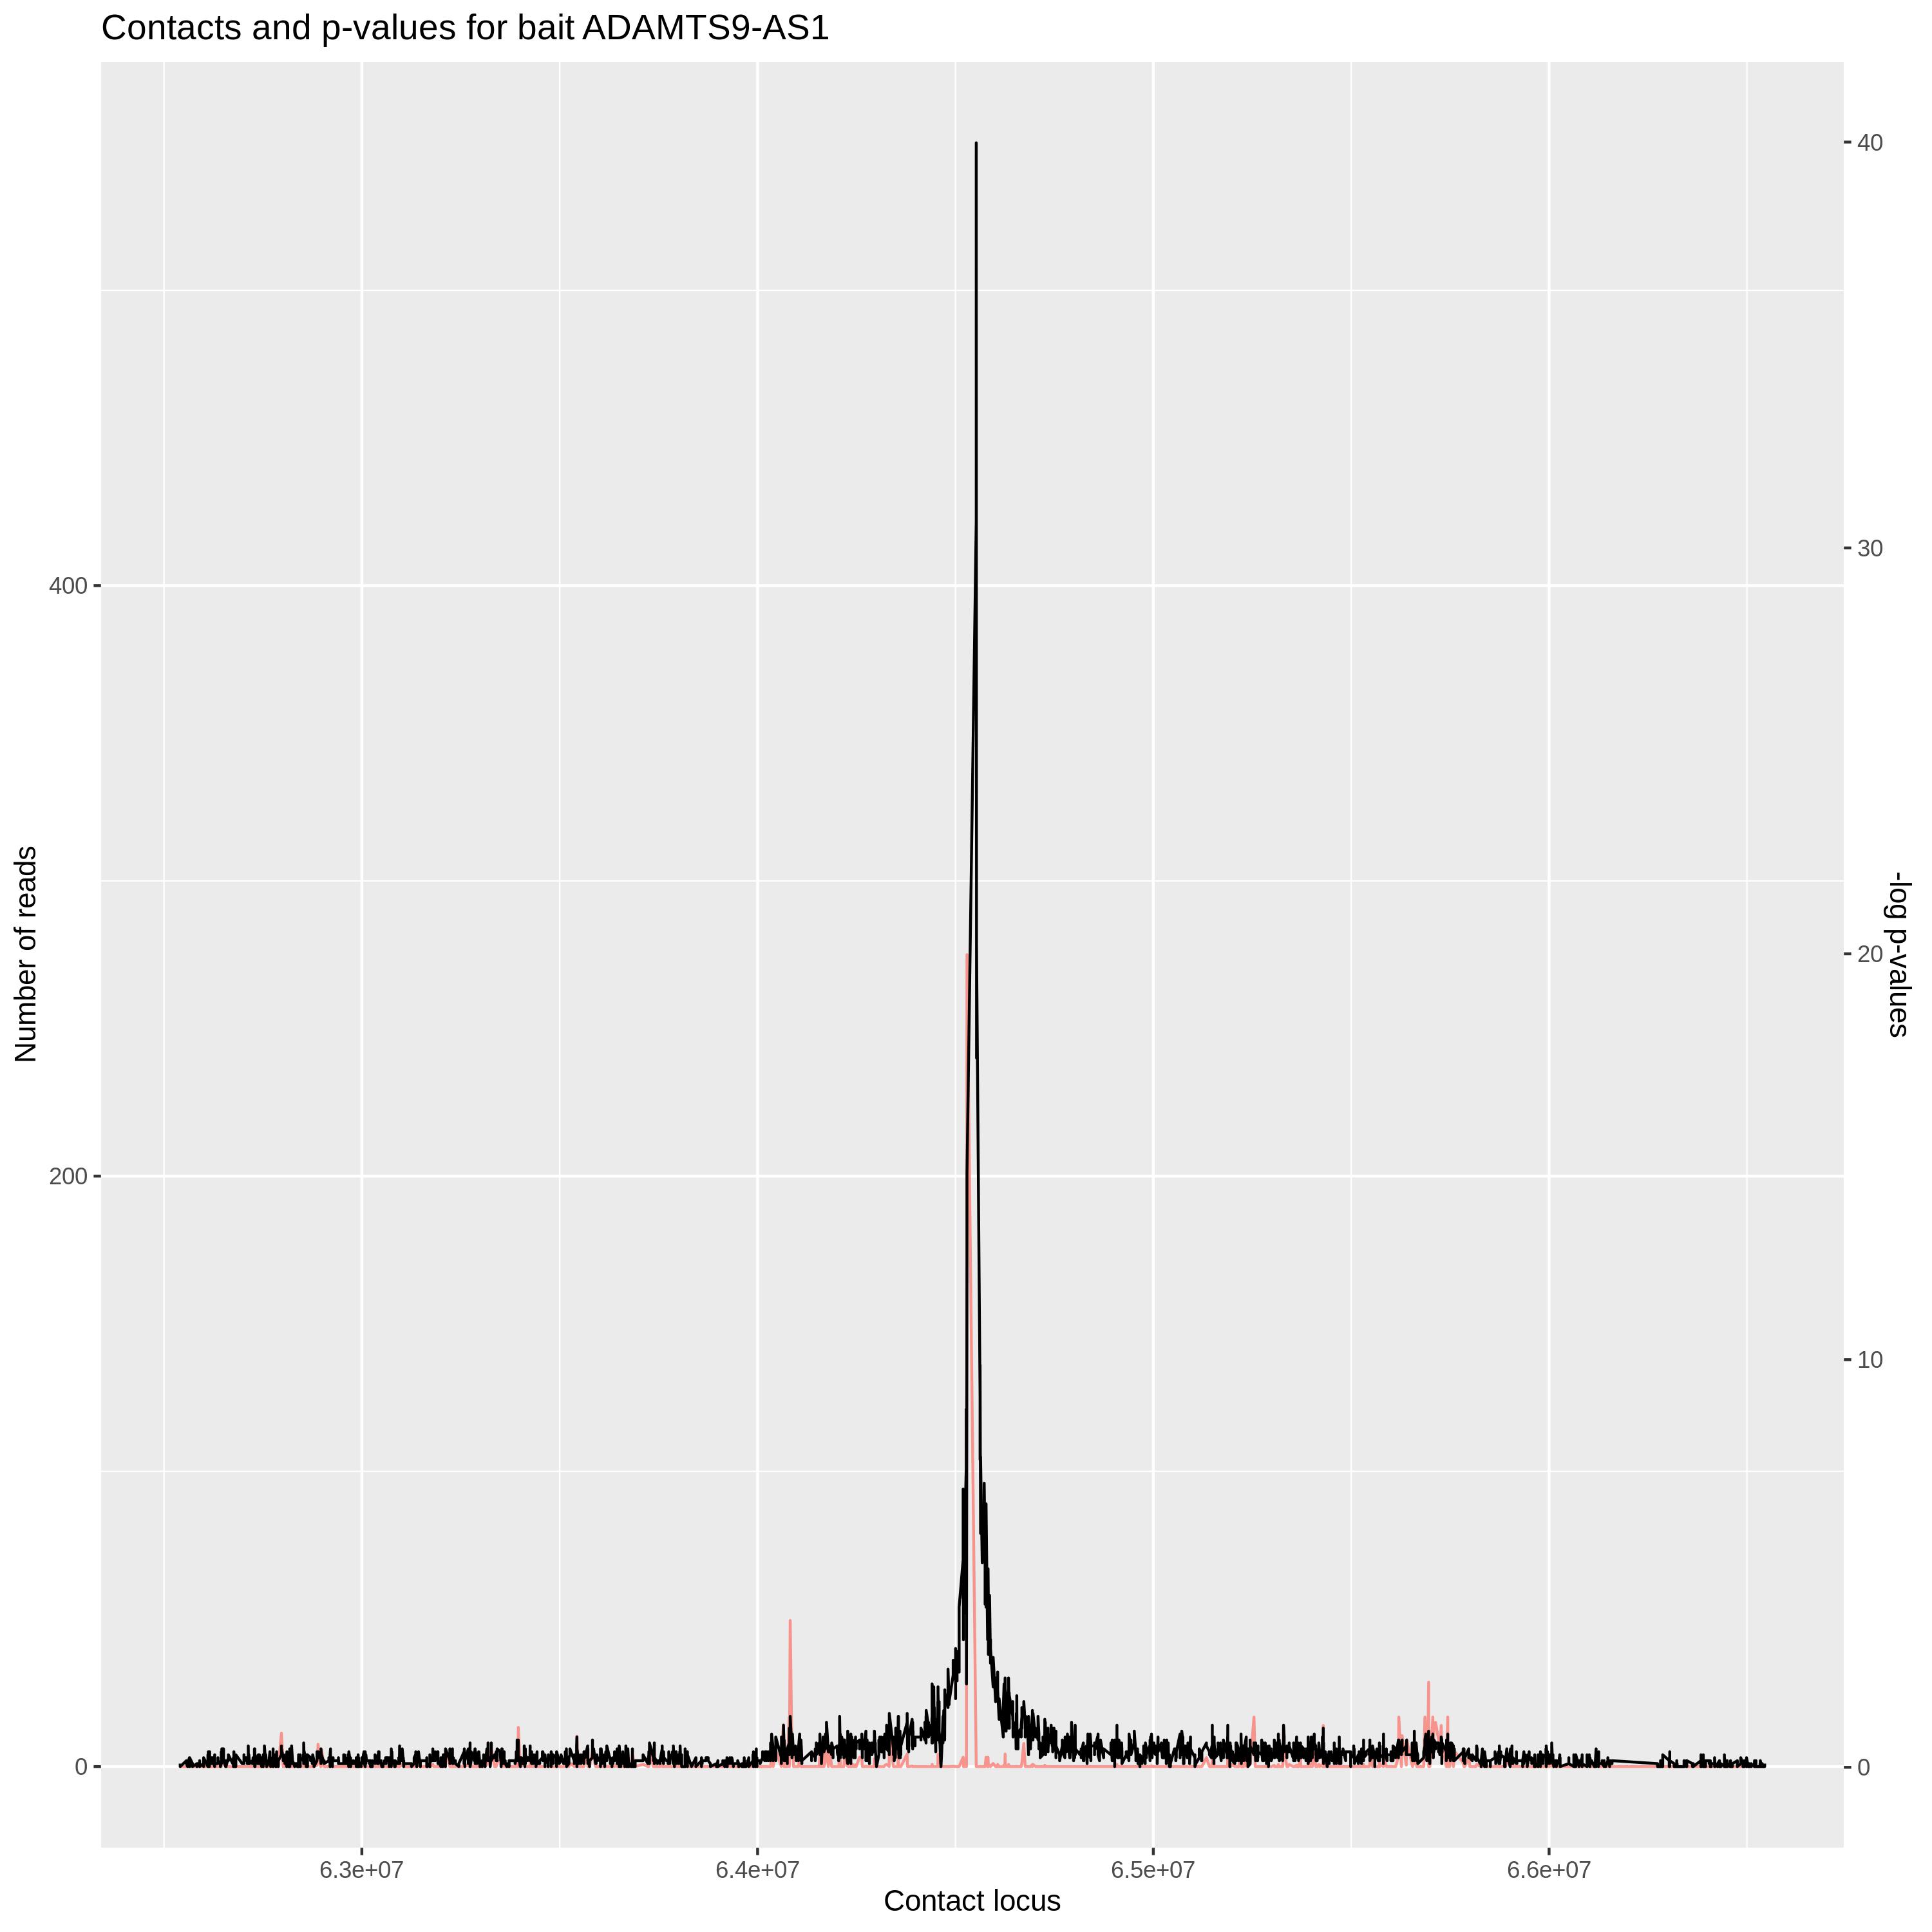 Contacts and p-values for bait ADAMTS9-AS1
40
400
30
Number of reads
20
-log p-values
200
10
0
0
6.3e+07
6.4e+07
6.5e+07
6.6e+07
Contact locus